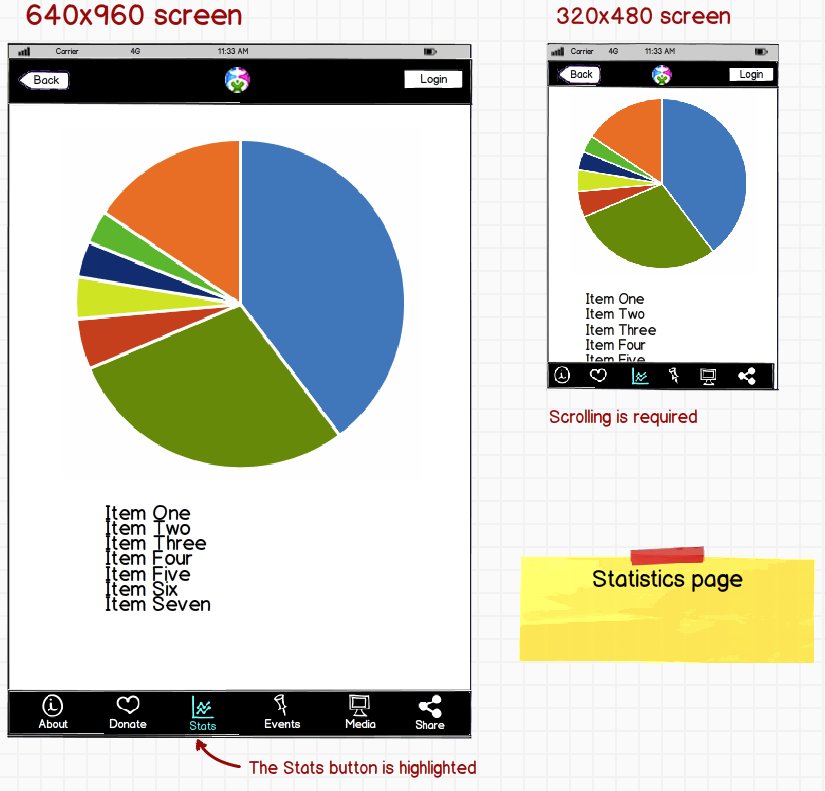 640x960 screen
Carrier 4G 11:33 AM
Back Login
Item One
Item Two
Item Three
Item Four
Item Five
Item Six
Item Seven
About Donate Stats Events Media Share
The Stats button is highlighted
320x480 screen
Carrier 4G 11:33 AM
Back Login
Item One
Item Two
Item Three
Item Four
Item Five
Scrolling is required
Statistics page